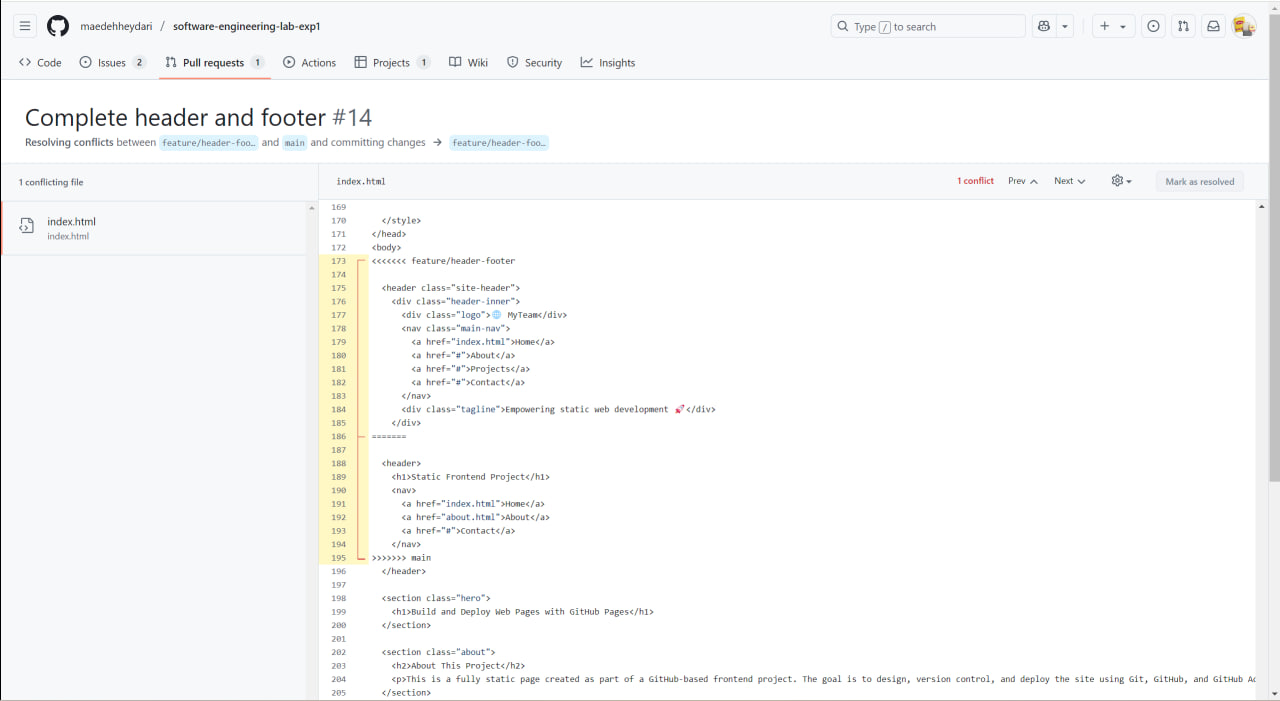 maedehheydari / software-engineering-lab-exp1
Type / to search
Code
Issues 2
Pull requests 1
Actions
Projects 1
Wiki
Security
Insights
Complete header and footer #14
Resolving conflicts between feature/header-foo… and main and committing changes → feature/header-foo…
1 conflicting file
index.html
index.html
index.html
1 conflict
Prev
Next
Mark as resolved
169
170 </style>
171 </head>
172 <body>
173 <<<<<<< feature/header-footer
174
175 <header class="site-header">
176 <div class="header-inner">
177 <div class="logo">🌐 MyTeam</div>
178 <nav class="main-nav">
179 <a href="index.html">Home</a>
180 <a href="#">About</a>
181 <a href="#">Projects</a>
182 <a href="#">Contact</a>
183 </nav>
184 <div class="tagline">Empowering static web development 🚀</div>
185 </div>
186 =======
187
188 <header>
189 <h1>Static Frontend Project</h1>
190 <nav>
191 <a href="index.html">Home</a>
192 <a href="about.html">About</a>
193 <a href="#">Contact</a>
194 </nav>
195 >>>>>>> main
196 </header>
197
198 <section class="hero">
199 <h1>Build and Deploy Web Pages with GitHub Pages</h1>
200 </section>
201
202 <section class="about">
203 <h2>About This Project</h2>
204 <p>This is a fully static page created as part of a GitHub-based frontend project. The goal is to design, version control, and deploy the site using Git, GitHub, and GitHub Ac
205 </section>